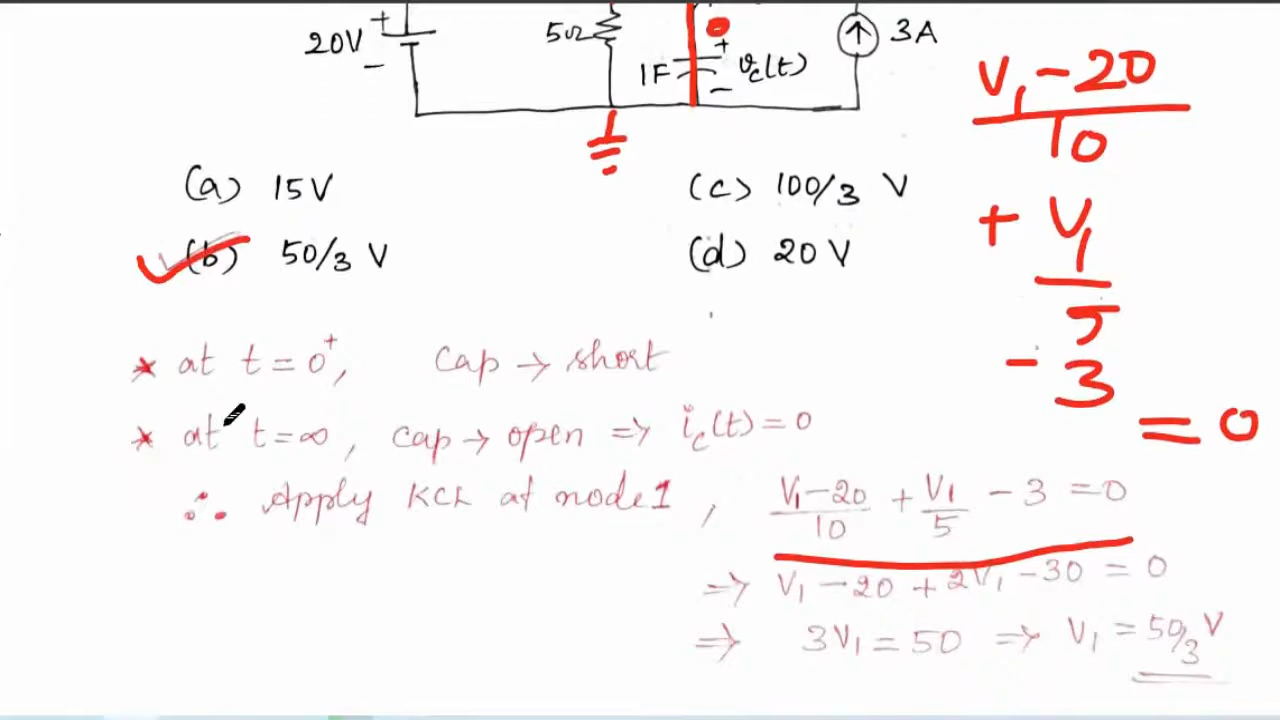 +
20V
−
5Ω
1F
+
v_c(t)
−
3A
V₁ − 20
10
+ V₁
5
− 3
= 0
(a) 15V
(c) 100/3 V
(b) 50/3 V
(d) 20 V
* at t = 0⁺, Cap → short
* at t = ∞, cap → open ⇒ i_c(t) = 0
∴ Apply KCL at node 1, (V₁ − 20)/10 + V₁/5 − 3 = 0
⇒ V₁ − 20 + 2V₁ − 30 = 0
⇒ 3V₁ = 50 ⇒ V₁ = 50/3 V